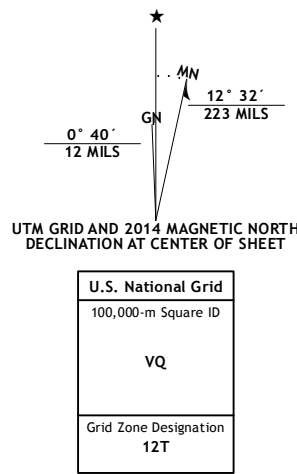 ★
MN
GN
12° 32´
223 MILS
0° 40´
12 MILS
UTM GRID AND 2014 MAGNETIC NORTH
DECLINATION AT CENTER OF SHEET
U.S. National Grid
100,000-m Square ID
VQ
Grid Zone Designation
12T